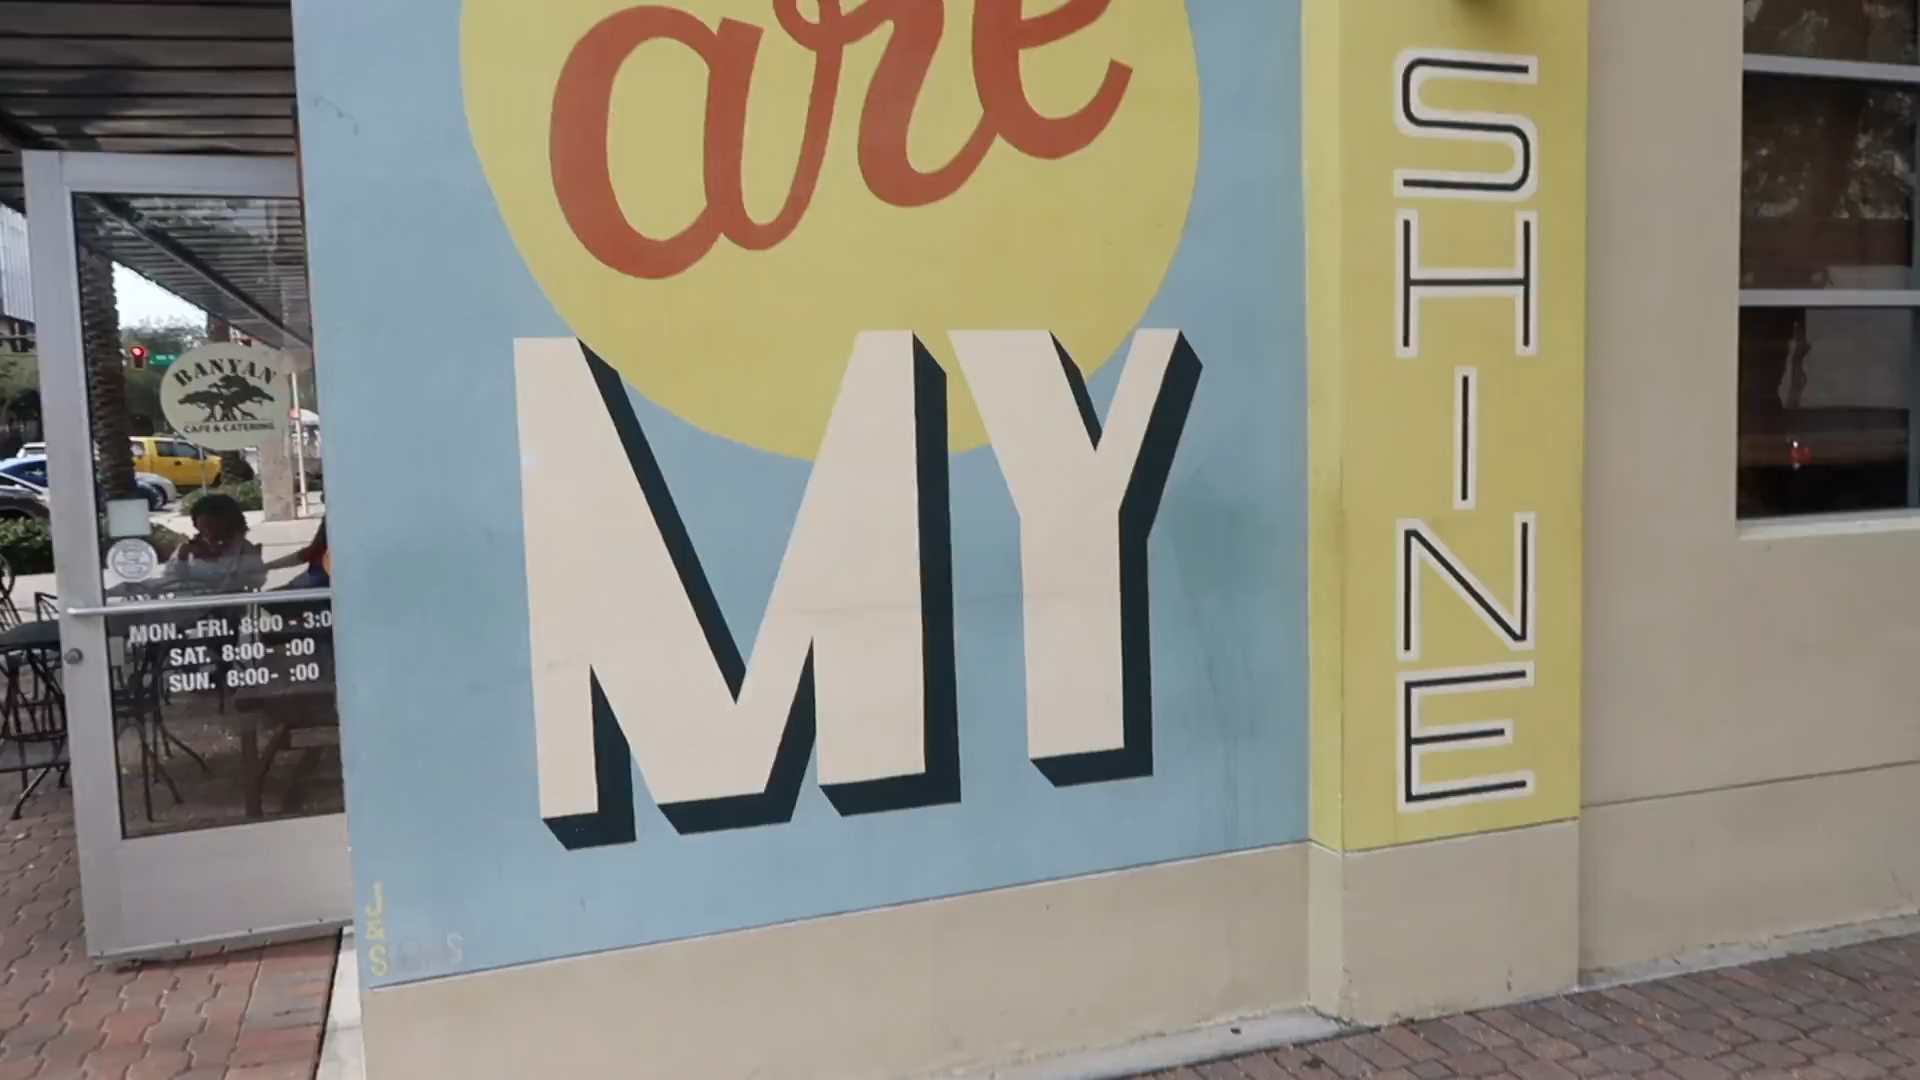 are
MY
SHINE
BANYAN
CAFE & CATERING
MON.-FRI. 8:00 - 3:0
SAT. 8:00- :00
SUN. 8:00- :00